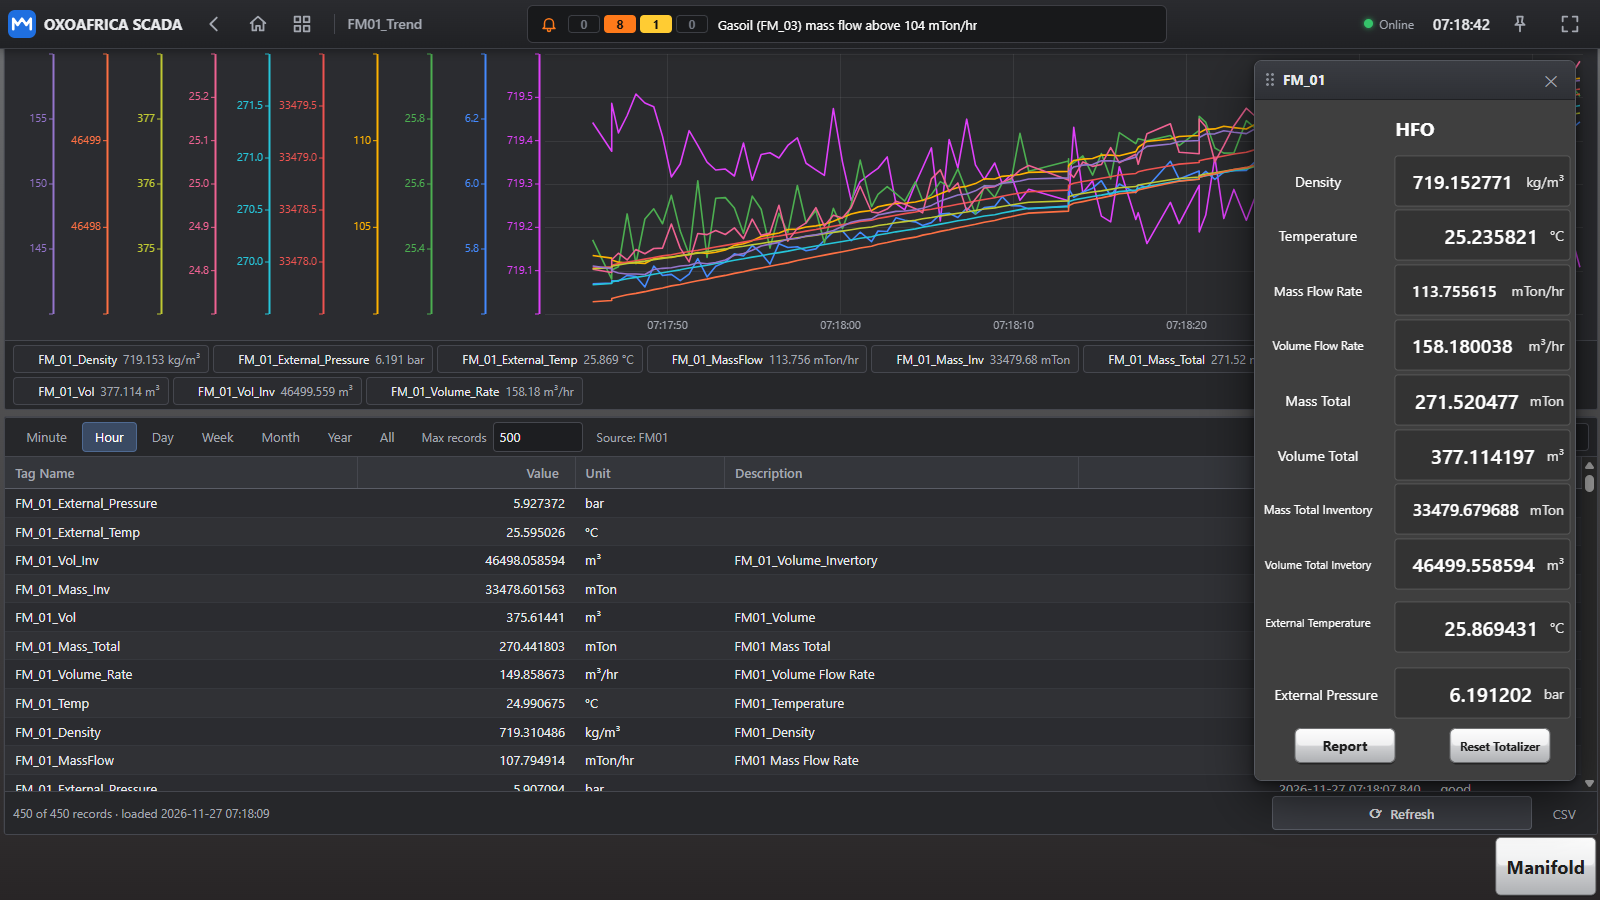 OXOAFRICA SCADA
FM01_Trend
0 8 1 0 Gasoil (FM_03) mass flow above 104 mTon/hr
Online 07:18:42
155 150 145
46499 46498
377 376 375
25.2 25.1 25.0 24.9 24.8
271.5 271.0 270.5 270.0
33479.5 33479.0 33478.5 33478.0
110 105
25.8 25.6 25.4
6.2 6.0 5.8
719.5 719.4 719.3 719.2 719.1
07:17:50 07:18:00 07:18:10 07:18:20
FM_01_Density 719.153 kg/m³ FM_01_External_Pressure 6.191 bar FM_01_External_Temp 25.869 °C FM_01_MassFlow 113.756 mTon/hr FM_01_Mass_Inv 33479.68 mTon FM_01_Mass_Total 271.52
FM_01_Vol 377.114 m³ FM_01_Vol_Inv 46499.559 m³ FM_01_Volume_Rate 158.18 m³/hr
Minute Hour Day Week Month Year All Max records 500 Source: FM01
Tag Name Value Unit Description
FM_01_External_Pressure 5.927372 bar
FM_01_External_Temp 25.595026 °C
FM_01_Vol_Inv 46498.058594 m³ FM_01_Volume_Invertory
FM_01_Mass_Inv 33478.601563 mTon
FM_01_Vol 375.61441 m³ FM01_Volume
FM_01_Mass_Total 270.441803 mTon FM01 Mass Total
FM_01_Volume_Rate 149.858673 m³/hr FM01_Volume Flow Rate
FM_01_Temp 24.990675 °C FM01_Temperature
FM_01_Density 719.310486 kg/m³ FM01_Density
FM_01_MassFlow 107.794914 mTon/hr FM01 Mass Flow Rate
FM_01_External_Pressure 5.907094 bar 2026-11-27 07:18:07.840 good
450 of 450 records · loaded 2026-11-27 07:18:09
Refresh CSV
Manifold
FM_01
HFO
Density 719.152771 kg/m³
Temperature 25.235821 °C
Mass Flow Rate 113.755615 mTon/hr
Volume Flow Rate 158.180038 m³/hr
Mass Total 271.520477 mTon
Volume Total 377.114197 m³
Mass Total Inventory 33479.679688 mTon
Volume Total Invetory 46499.558594 m³
External Temperature 25.869431 °C
External Pressure 6.191202 bar
Report Reset Totalizer